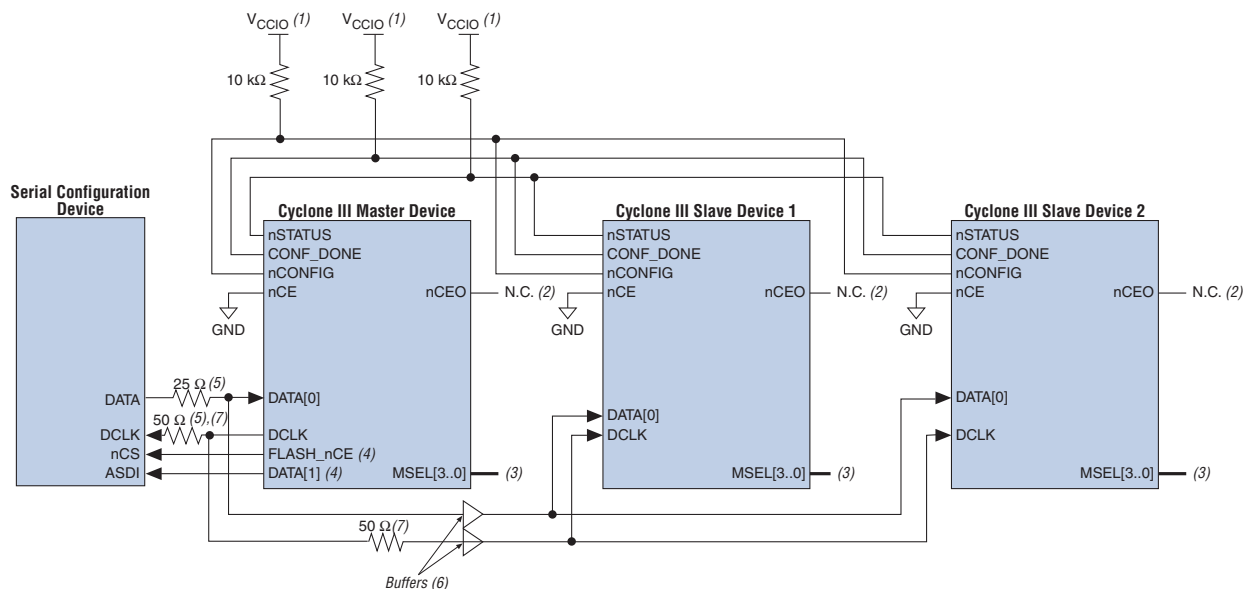 VCCIO (1) VCCIO (1) VCCIO (1)
10 kΩ 10 kΩ 10 kΩ
Serial Configuration
Device
DATA
DCLK
nCS
ASDI
25 Ω (5)
50 Ω (5),(7)
Cyclone III Master Device
nSTATUS
CONF_DONE
nCONFIG
nCE
GND
nCEO N.C. (2)
DATA[0]
DCLK
FLASH_nCE (4)
DATA[1] (4)
MSEL[3..0] (3)
Cyclone III Slave Device 1
nSTATUS
CONF_DONE
nCONFIG
nCE
GND
nCEO N.C. (2)
DATA[0]
DCLK
MSEL[3..0] (3)
Cyclone III Slave Device 2
nSTATUS
CONF_DONE
nCONFIG
nCE
GND
nCEO N.C. (2)
DATA[0]
DCLK
MSEL[3..0] (3)
50 Ω (7)
Buffers (6)